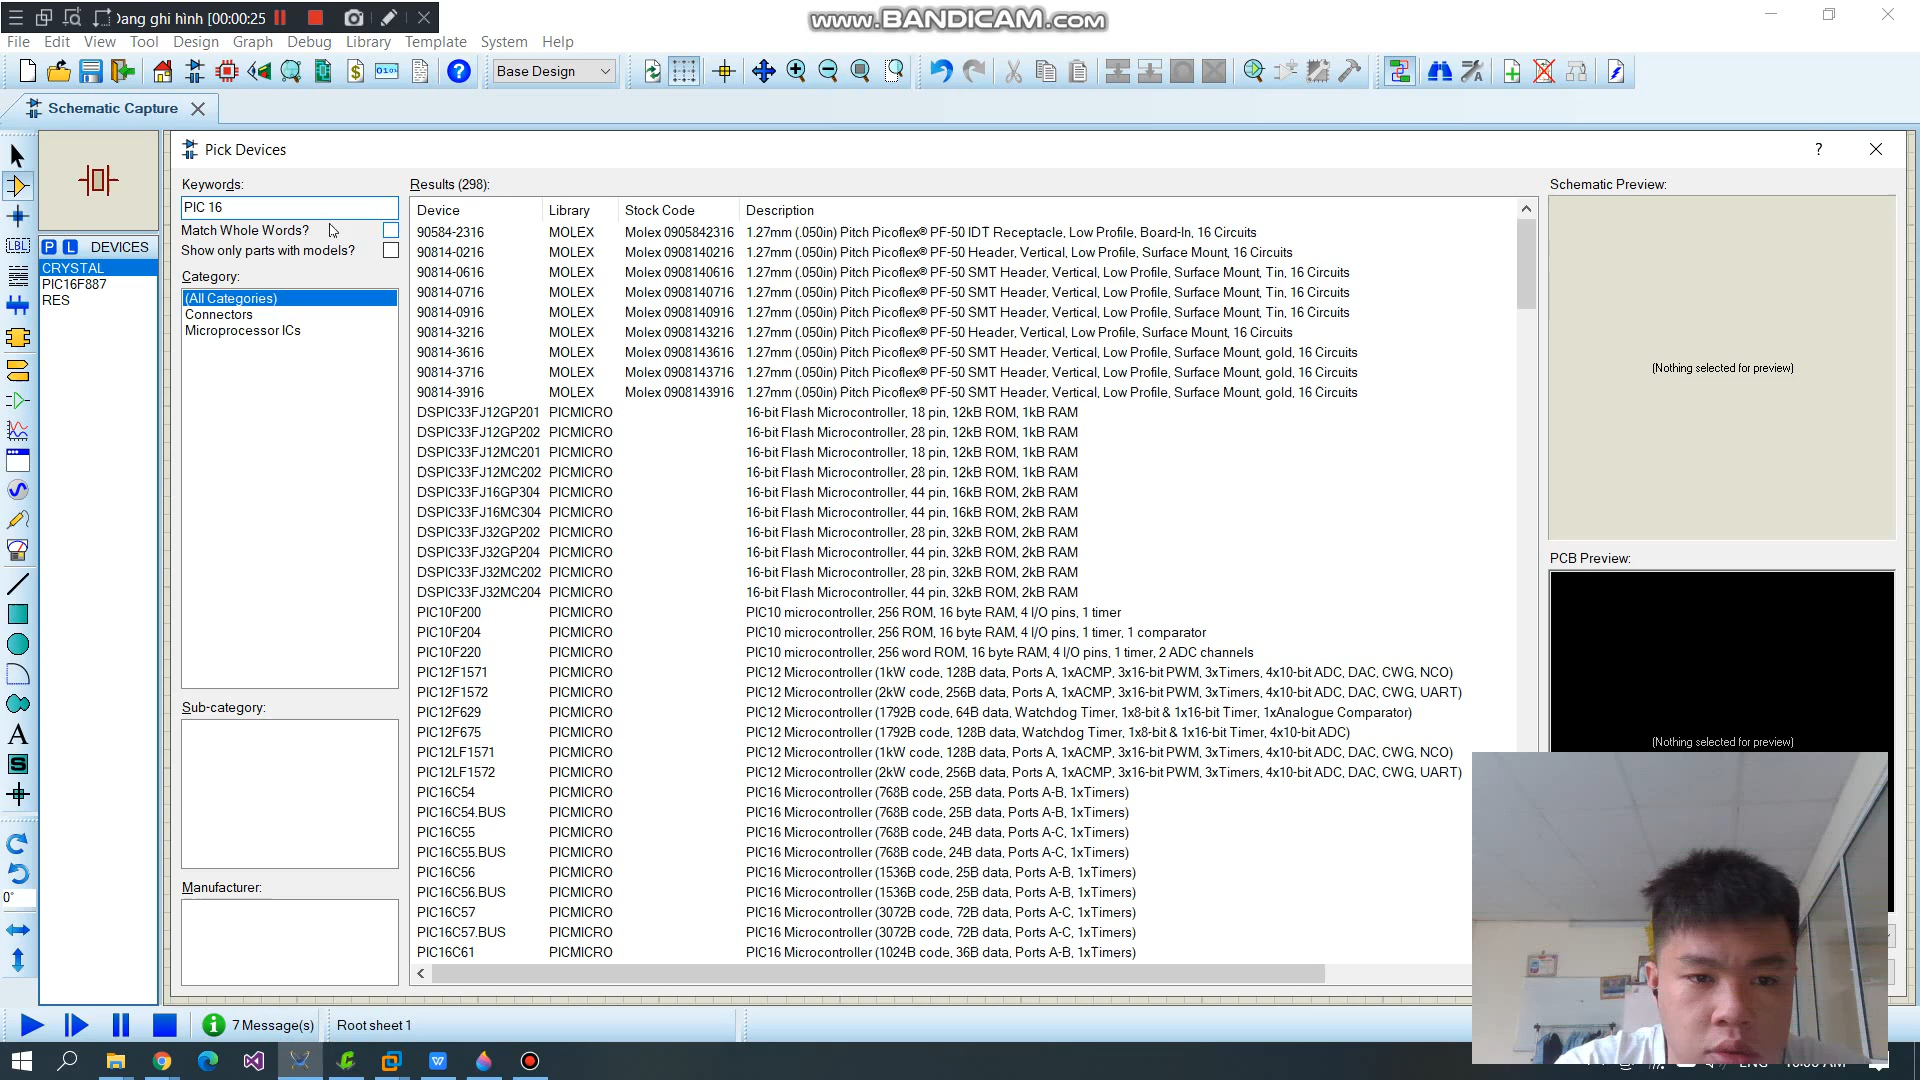 Dang ghi hình [00:00:25
www.BANDICAM.com
File Edit View Tool Design Graph Debug Library Template System Help
Base Design
Schematic Capture
Pick Devices
Keywords:
PIC 16
Match Whole Words?
Show only parts with models?
Category:
(All Categories)
Connectors
Microprocessor ICs
Sub-category:
Manufacturer:
P L DEVICES
CRYSTAL
PIC16F887
RES
Results (298):
Device Library Stock Code Description
90584-2316 MOLEX Molex 0905842316 1.27mm (.050in) Pitch Picoflex® PF-50 IDT Receptacle, Low Profile, Board-In, 16 Circuits
90814-0216 MOLEX Molex 0908140216 1.27mm (.050in) Pitch Picoflex® PF-50 Header, Vertical, Low Profile, Surface Mount, 16 Circuits
90814-0616 MOLEX Molex 0908140616 1.27mm (.050in) Pitch Picoflex® PF-50 SMT Header, Vertical, Low Profile, Surface Mount, Tin, 16 Circuits
90814-0716 MOLEX Molex 0908140716 1.27mm (.050in) Pitch Picoflex® PF-50 SMT Header, Vertical, Low Profile, Surface Mount, Tin, 16 Circuits
90814-0916 MOLEX Molex 0908140916 1.27mm (.050in) Pitch Picoflex® PF-50 SMT Header, Vertical, Low Profile, Surface Mount, Tin, 16 Circuits
90814-3216 MOLEX Molex 0908143216 1.27mm (.050in) Pitch Picoflex® PF-50 Header, Vertical, Low Profile, Surface Mount, 16 Circuits
90814-3616 MOLEX Molex 0908143616 1.27mm (.050in) Pitch Picoflex® PF-50 SMT Header, Vertical, Low Profile, Surface Mount, gold, 16 Circuits
90814-3716 MOLEX Molex 0908143716 1.27mm (.050in) Pitch Picoflex® PF-50 SMT Header, Vertical, Low Profile, Surface Mount, gold, 16 Circuits
90814-3916 MOLEX Molex 0908143916 1.27mm (.050in) Pitch Picoflex® PF-50 SMT Header, Vertical, Low Profile, Surface Mount, gold, 16 Circuits
DSPIC33FJ12GP201 PICMICRO 16-bit Flash Microcontroller, 18 pin, 12kB ROM, 1kB RAM
DSPIC33FJ12GP202 PICMICRO 16-bit Flash Microcontroller, 28 pin, 12kB ROM, 1kB RAM
DSPIC33FJ12MC201 PICMICRO 16-bit Flash Microcontroller, 18 pin, 12kB ROM, 1kB RAM
DSPIC33FJ12MC202 PICMICRO 16-bit Flash Microcontroller, 28 pin, 12kB ROM, 1kB RAM
DSPIC33FJ16GP304 PICMICRO 16-bit Flash Microcontroller, 44 pin, 16kB ROM, 2kB RAM
DSPIC33FJ16MC304 PICMICRO 16-bit Flash Microcontroller, 44 pin, 16kB ROM, 2kB RAM
DSPIC33FJ32GP202 PICMICRO 16-bit Flash Microcontroller, 28 pin, 32kB ROM, 2kB RAM
DSPIC33FJ32GP204 PICMICRO 16-bit Flash Microcontroller, 44 pin, 32kB ROM, 2kB RAM
DSPIC33FJ32MC202 PICMICRO 16-bit Flash Microcontroller, 28 pin, 32kB ROM, 2kB RAM
DSPIC33FJ32MC204 PICMICRO 16-bit Flash Microcontroller, 44 pin, 32kB ROM, 2kB RAM
PIC10F200 PICMICRO PIC10 microcontroller, 256 ROM, 16 byte RAM, 4 I/O pins, 1 timer
PIC10F204 PICMICRO PIC10 microcontroller, 256 ROM, 16 byte RAM, 4 I/O pins, 1 timer, 1 comparator
PIC10F220 PICMICRO PIC10 microcontroller, 256 word ROM, 16 byte RAM, 4 I/O pins, 1 timer, 2 ADC channels
PIC12F1571 PICMICRO PIC12 Microcontroller (1kW code, 128B data, Ports A, 1xACMP, 3x16-bit PWM, 3xTimers, 4x10-bit ADC, DAC, CWG, NCO)
PIC12F1572 PICMICRO PIC12 Microcontroller (2kW code, 256B data, Ports A, 1xACMP, 3x16-bit PWM, 3xTimers, 4x10-bit ADC, DAC, CWG, UART)
PIC12F629 PICMICRO PIC12 Microcontroller (1792B code, 64B data, Watchdog Timer, 1x8-bit & 1x16-bit Timer, 1xAnalogue Comparator)
PIC12F675 PICMICRO PIC12 Microcontroller (1792B code, 128B data, Watchdog Timer, 1x8-bit & 1x16-bit Timer, 4x10-bit ADC)
PIC12LF1571 PICMICRO PIC12 Microcontroller (1kW code, 128B data, Ports A, 1xACMP, 3x16-bit PWM, 3xTimers, 4x10-bit ADC, DAC, CWG, NCO)
PIC12LF1572 PICMICRO PIC12 Microcontroller (2kW code, 256B data, Ports A, 1xACMP, 3x16-bit PWM, 3xTimers, 4x10-bit ADC, DAC, CWG, UART)
PIC16C54 PICMICRO PIC16 Microcontroller (768B code, 25B data, Ports A-B, 1xTimers)
PIC16C54.BUS PICMICRO PIC16 Microcontroller (768B code, 25B data, Ports A-B, 1xTimers)
PIC16C55 PICMICRO PIC16 Microcontroller (768B code, 24B data, Ports A-C, 1xTimers)
PIC16C55.BUS PICMICRO PIC16 Microcontroller (768B code, 24B data, Ports A-C, 1xTimers)
PIC16C56 PICMICRO PIC16 Microcontroller (1536B code, 25B data, Ports A-B, 1xTimers)
PIC16C56.BUS PICMICRO PIC16 Microcontroller (1536B code, 25B data, Ports A-B, 1xTimers)
PIC16C57 PICMICRO PIC16 Microcontroller (3072B code, 72B data, Ports A-C, 1xTimers)
PIC16C57.BUS PICMICRO PIC16 Microcontroller (3072B code, 72B data, Ports A-C, 1xTimers)
PIC16C61 PICMICRO PIC16 Microcontroller (1024B code, 36B data, Ports A-B, 1xTimers)
Schematic Preview:
(Nothing selected for preview)
PCB Preview:
(Nothing selected for preview)
0°
7 Message(s)
Root sheet 1